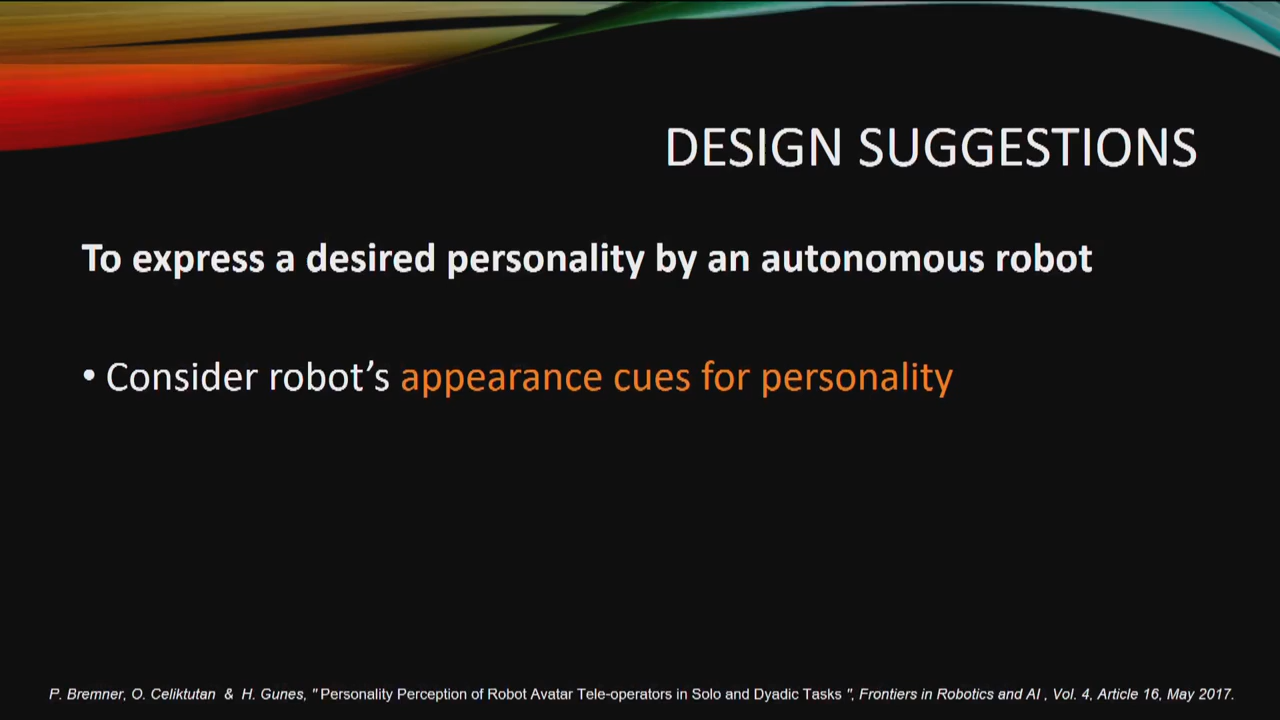 DESIGN SUGGESTIONS
To express a desired personality by an autonomous robot
• Consider robot's appearance cues for personality
P. Bremner, O. Celiktutan & H. Gunes, " Personality Perception of Robot Avatar Tele-operators in Solo and Dyadic Tasks ", Frontiers in Robotics and AI , Vol. 4, Article 16, May 2017.